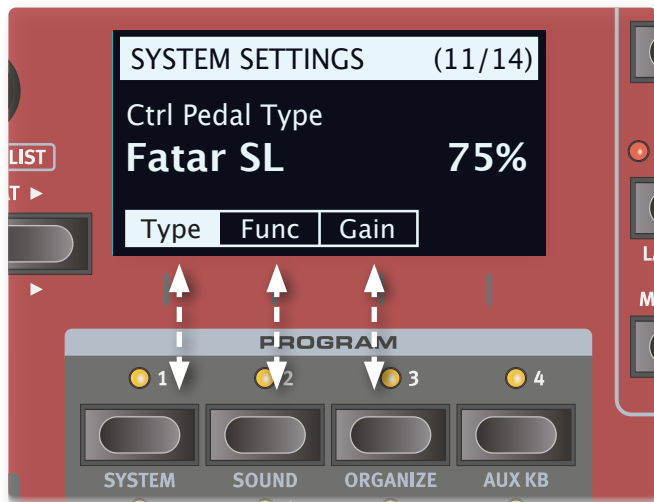 SYSTEM SETTINGS (11/14)
Ctrl Pedal Type
Fatar SL 75%
Type Func Gain
LIST
T ►
►
PROGRAM
1 2 3 4
SYSTEM SOUND ORGANIZE AUX KB
L
M